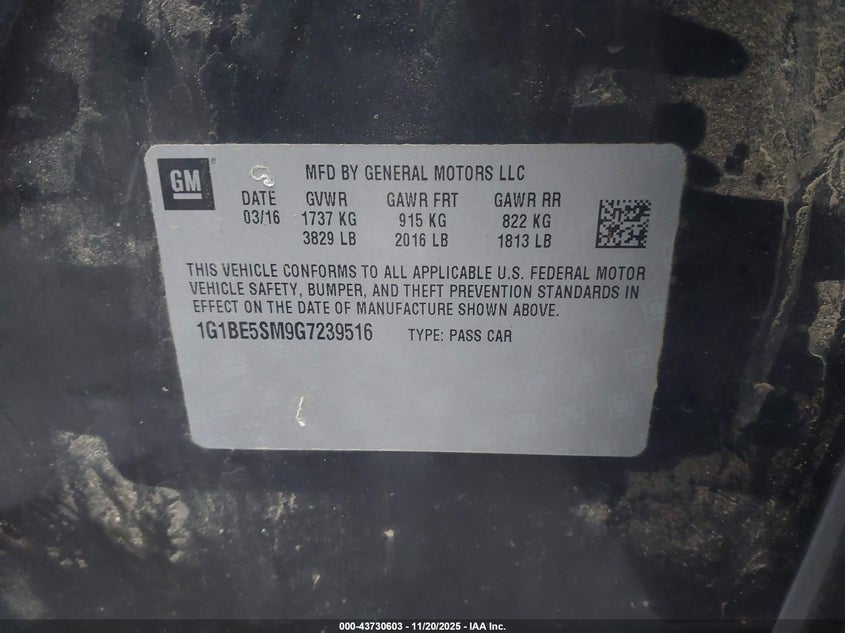 GM
MFD BY GENERAL MOTORS LLC
DATE GVWR GAWR FRT GAWR RR
03/16 1737 KG 915 KG 822 KG
3829 LB 2016 LB 1813 LB
THIS VEHICLE CONFORMS TO ALL APPLICABLE U.S. FEDERAL MOTOR
VEHICLE SAFETY, BUMPER, AND THEFT PREVENTION STANDARDS IN
EFFECT ON THE DATE OF MANUFACTURE SHOWN ABOVE.
1G1BE5SM9G7239516 TYPE: PASS CAR
000-43730603 - 11/20/2025 - IAA Inc.